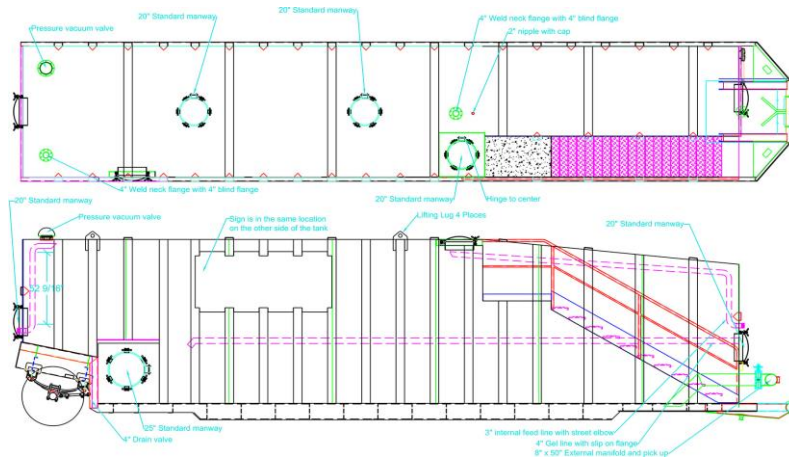 20" Standard manway
20" Standard manway
4" Weld neck flange with 4" blind flange
Pressure vacuum valve
2" nipple with cap
4" Weld neck flange with 4" blind flange
20" Standard manway
Hinge to center
20" Standard manway
Pressure vacuum valve
Sign is in the same location
on the other side of the tank
Lifting Lug 4 Places
20" Standard manway
52 9/16"
25" Standard manway
4" Drain valve
3" internal feed line with street elbow
4" Gel line with slip on flange
8" x 50" External manifold and pick up